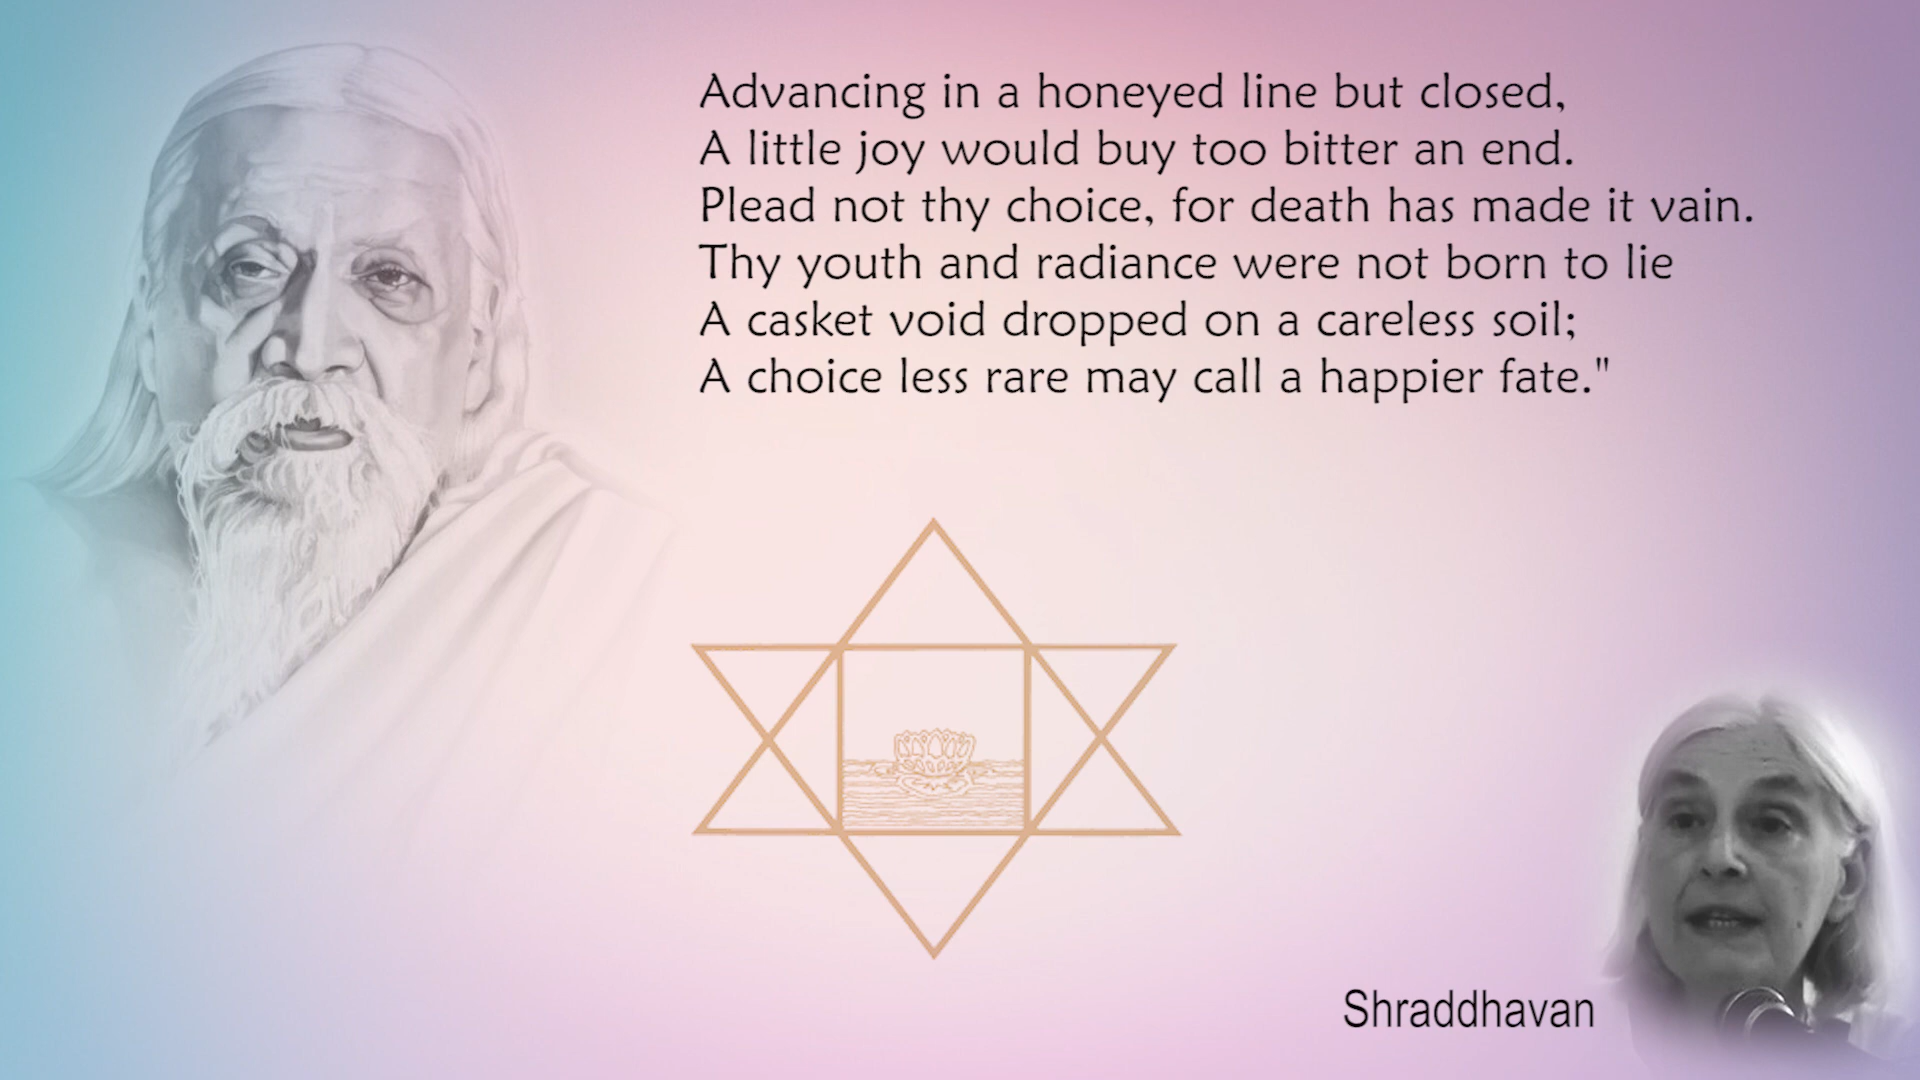 Advancing in a honeyed line but closed,
A little joy would buy too bitter an end.
Plead not thy choice, for death has made it vain.
Thy youth and radiance were not born to lie
A casket void dropped on a careless soil;
A choice less rare may call a happier fate."
Shraddhavan